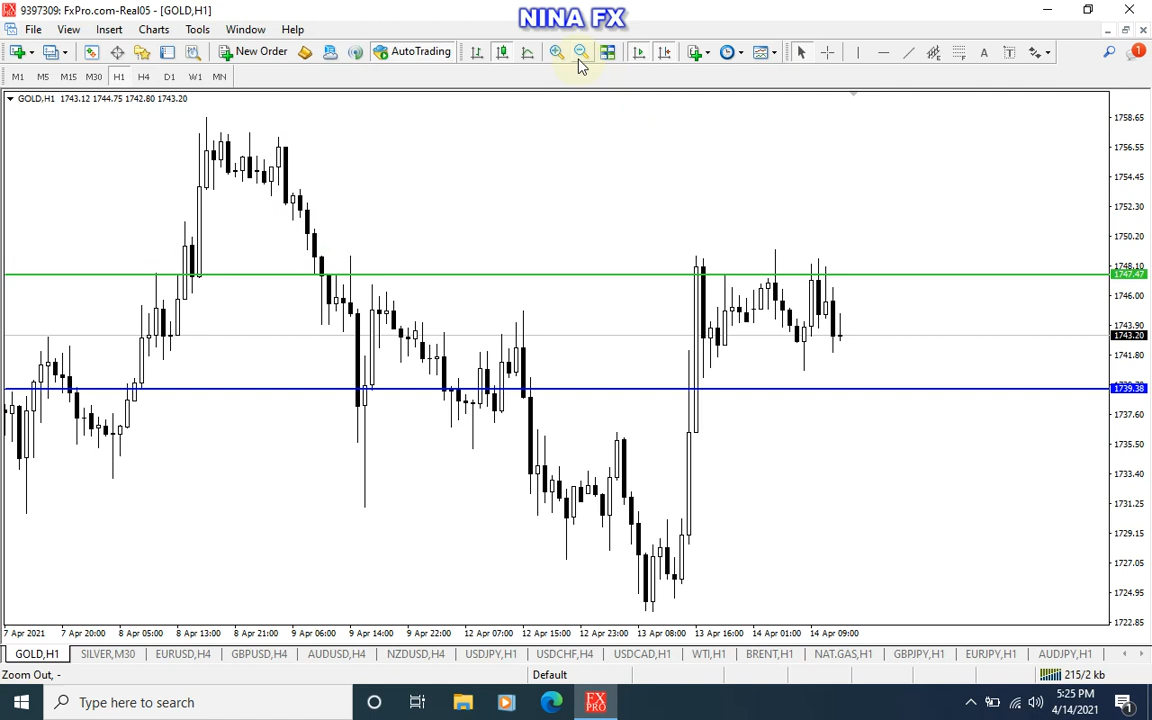 9397309: FxPro.com-Real05 - [GOLD,H1]
NINA FX
File View Insert Charts Tools Window Help
New Order AutoTrading A T 1
M1 M5 M15 M30 H1 H4 D1 W1 MN
GOLD,H1 1743.12 1744.75 1742.80 1743.20
1758.65
1756.55
1754.45
1752.30
1750.20
1748.10
1747.47
1746.00
1743.90
1743.20
1741.80
1739.38
1737.60
1735.50
1733.40
1731.25
1729.15
1727.05
1724.95
1722.85
7 Apr 2021 7 Apr 20:00 8 Apr 05:00 8 Apr 13:00 8 Apr 21:00 9 Apr 06:00 9 Apr 14:00 9 Apr 22:00 12 Apr 07:00 12 Apr 15:00 12 Apr 23:00 13 Apr 08:00 13 Apr 16:00 14 Apr 01:00 14 Apr 09:00
GOLD,H1 SILVER,M30 EURUSD,H4 GBPUSD,H4 AUDUSD,H4 NZDUSD,H4 USDJPY,H1 USDCHF,H4 USDCAD,H1 WTI,H1 BRENT,H1 NAT.GAS,H1 GBPJPY,H1 EURJPY,H1 AUDJPY,H1
Zoom Out, - Default 215/2 kb
Type here to search FX PRO 5:25 PM
4/14/2021 1